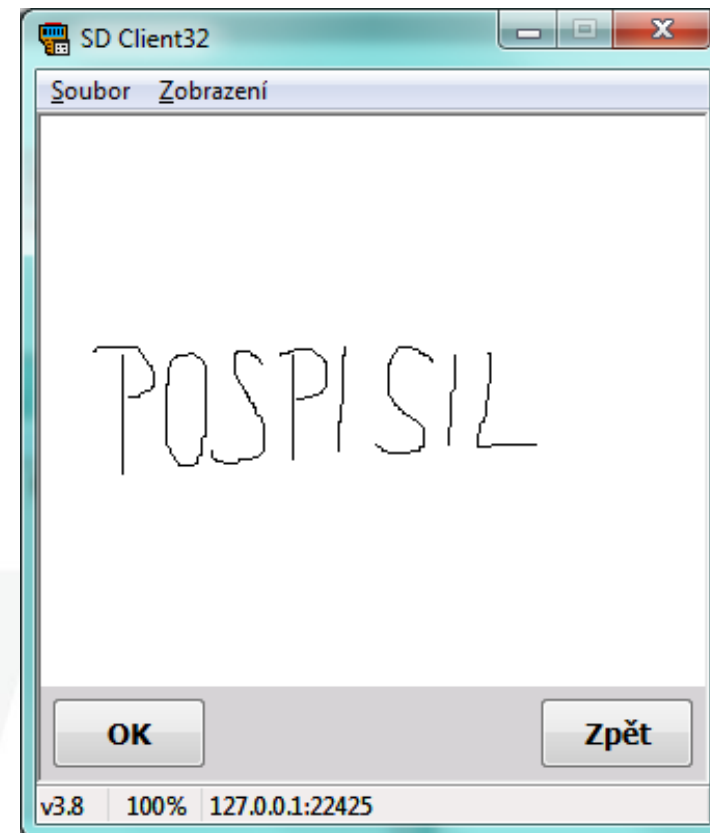 SD Client32
Soubor Zobrazení
POSPISIL
OK Zpět
v3.8 100% 127.0.0.1:22425